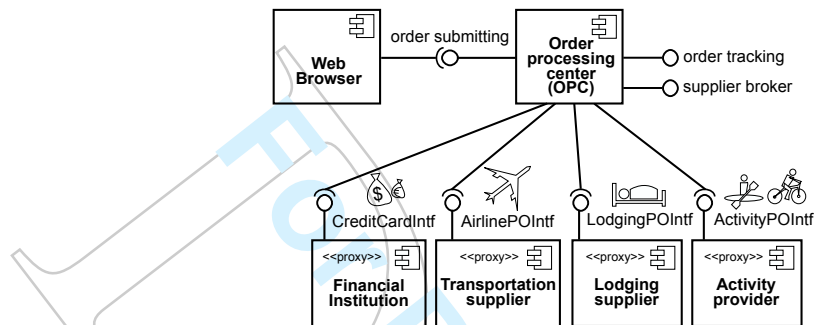 order submitting
Web
Browser
Order
processing
center
(OPC)
order tracking
supplier broker
$
€
CreditCardIntf
AirlinePOIntf
LodgingPOIntf
ActivityPOIntf
<<proxy>>
Financial
Institution
<<proxy>>
Transportation
supplier
<<proxy>>
Lodging
supplier
<<proxy>>
Activity
provider
For